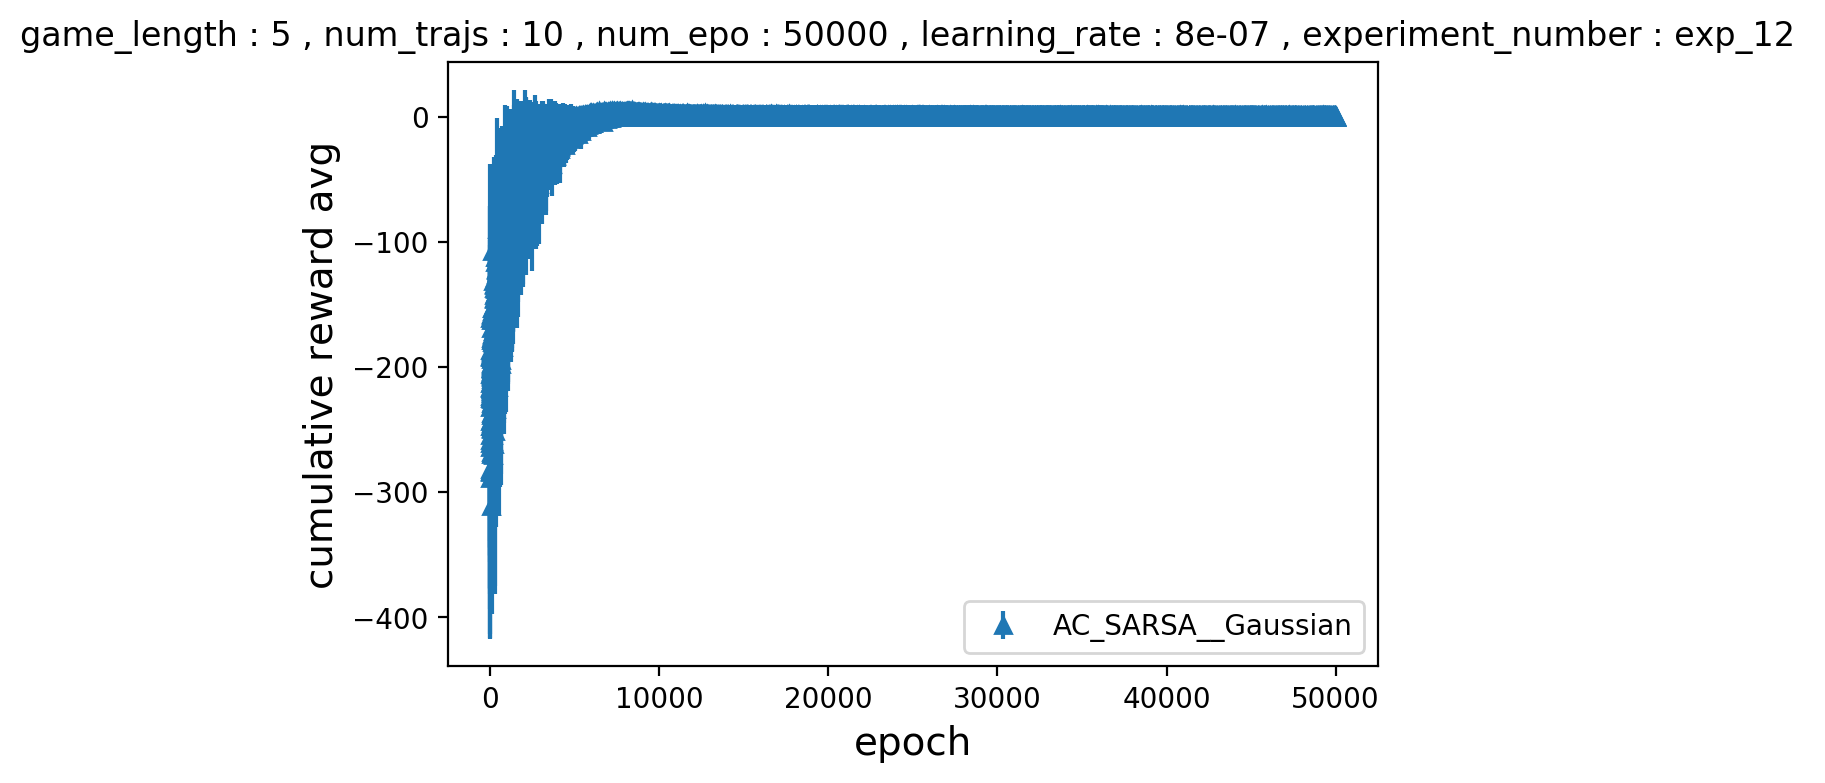 game_length : 5 , num_trajs : 10 , num_epo : 50000 , learning_rate : 8e-07 , experiment_number : exp_12
cumulative reward avg
0
−100
−200
−300
−400
AC_SARSA__Gaussian
0 10000 20000 30000 40000 50000
epoch